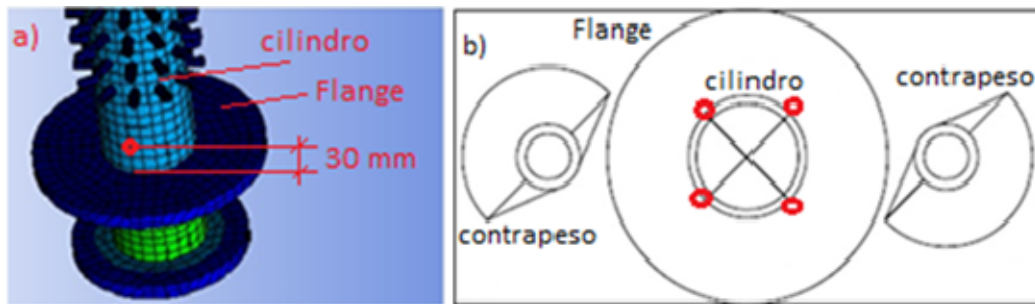 a)
cilindro
Flange
30 mm
b)
Flange
cilindro
contrapeso
contrapeso